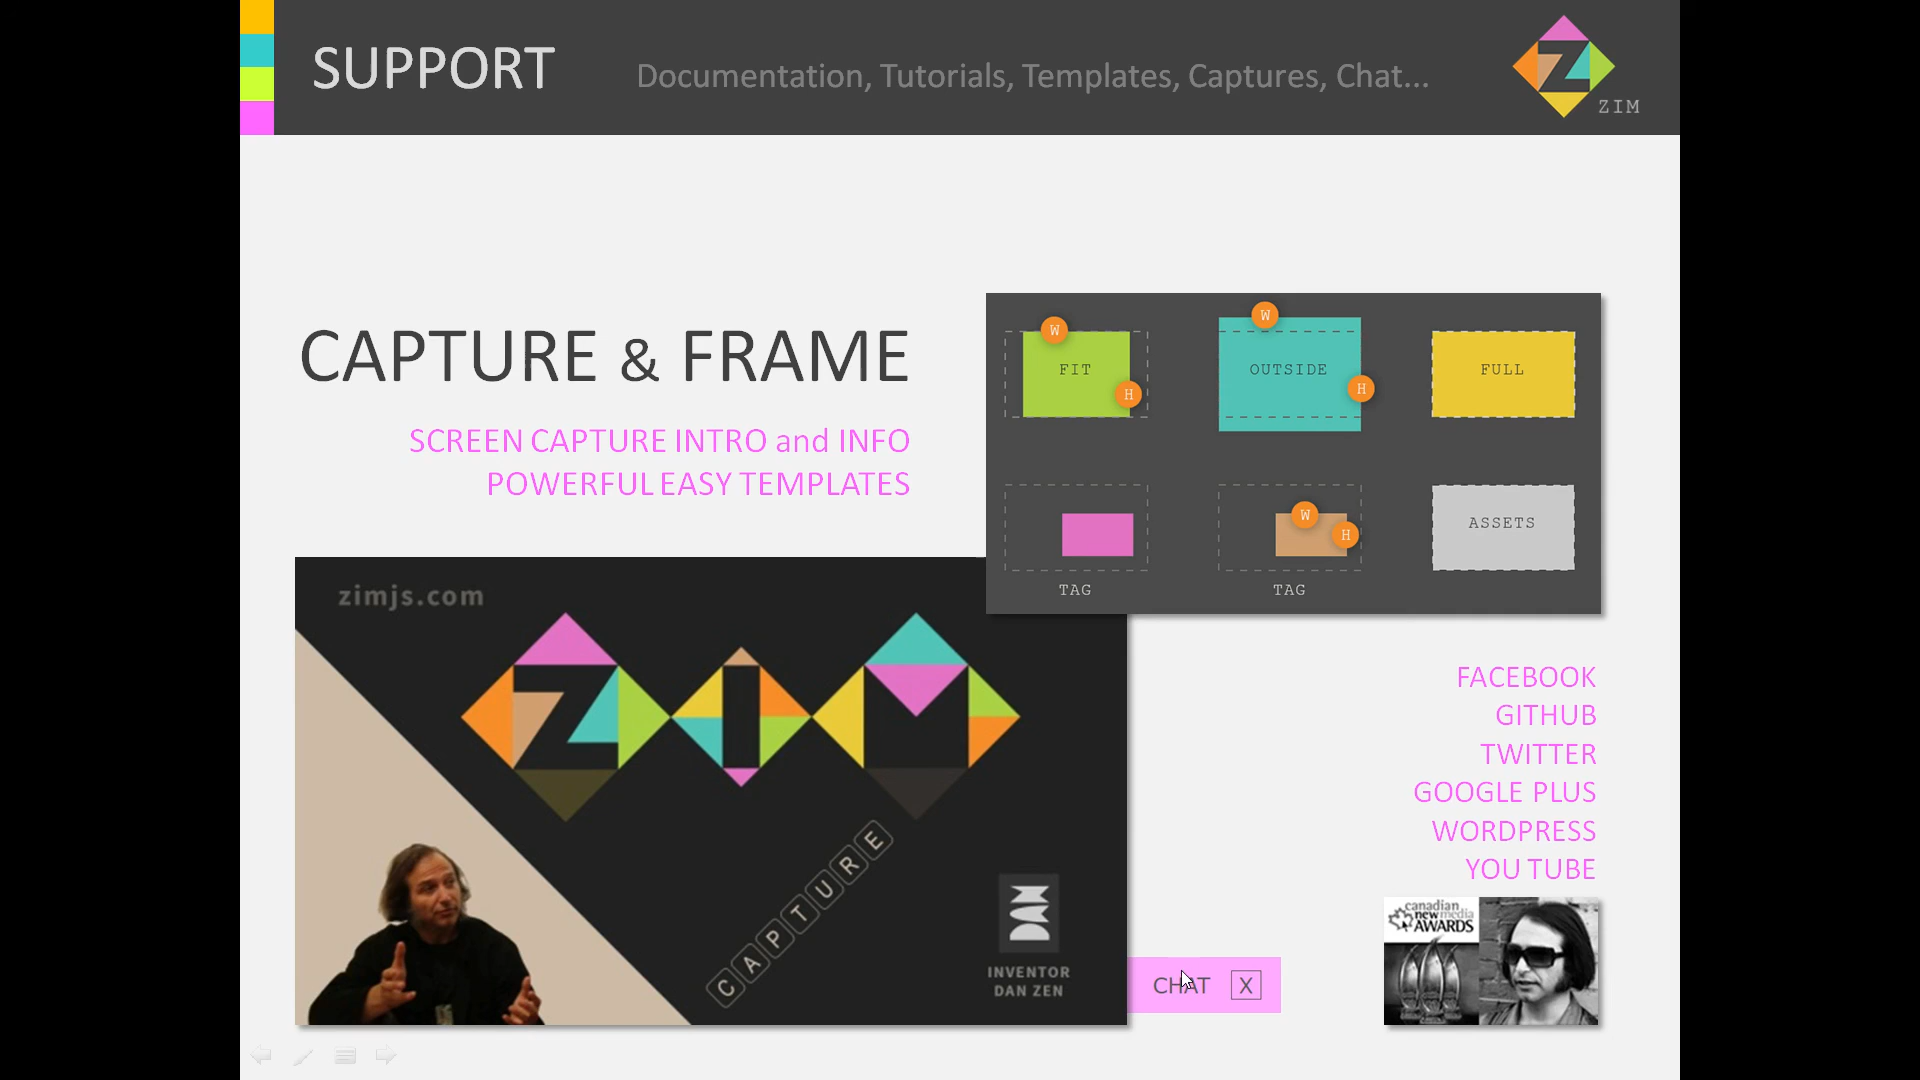 SUPPORT
Documentation, Tutorials, Templates, Captures, Chat...
ZIM
CAPTURE & FRAME
SCREEN CAPTURE INTRO and INFO
POWERFUL EASY TEMPLATES
W
FIT
H
W
OUTSIDE
H
FULL
TAG
W
H
TAG
ASSETS
zimjs.com
ZIM
CAPTURE
INVENTOR
DAN ZEN
FACEBOOK
GITHUB
TWITTER
GOOGLE PLUS
WORDPRESS
YOU TUBE
canadian
newmedia
AWARDS
CHAT X